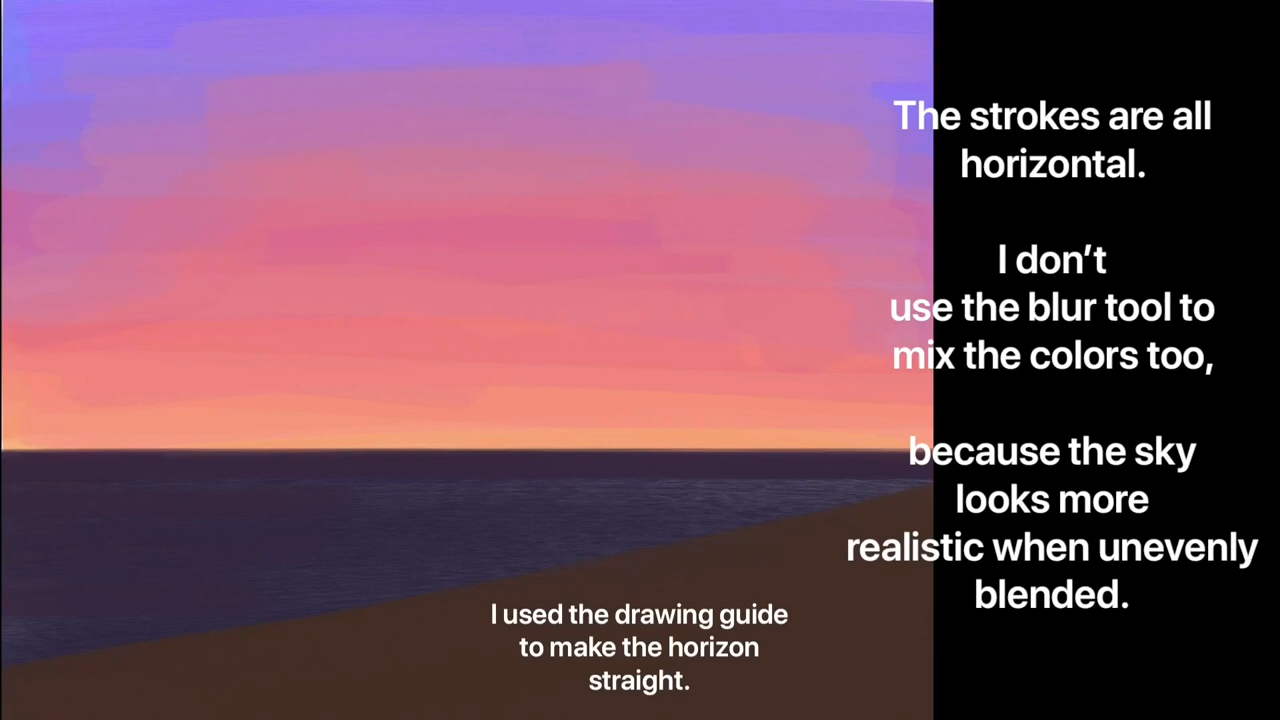 The strokes are all
horizontal.
I don’t
use the blur tool to
mix the colors too,
because the sky
looks more
realistic when unevenly
blended.
I used the drawing guide
to make the horizon
straight.